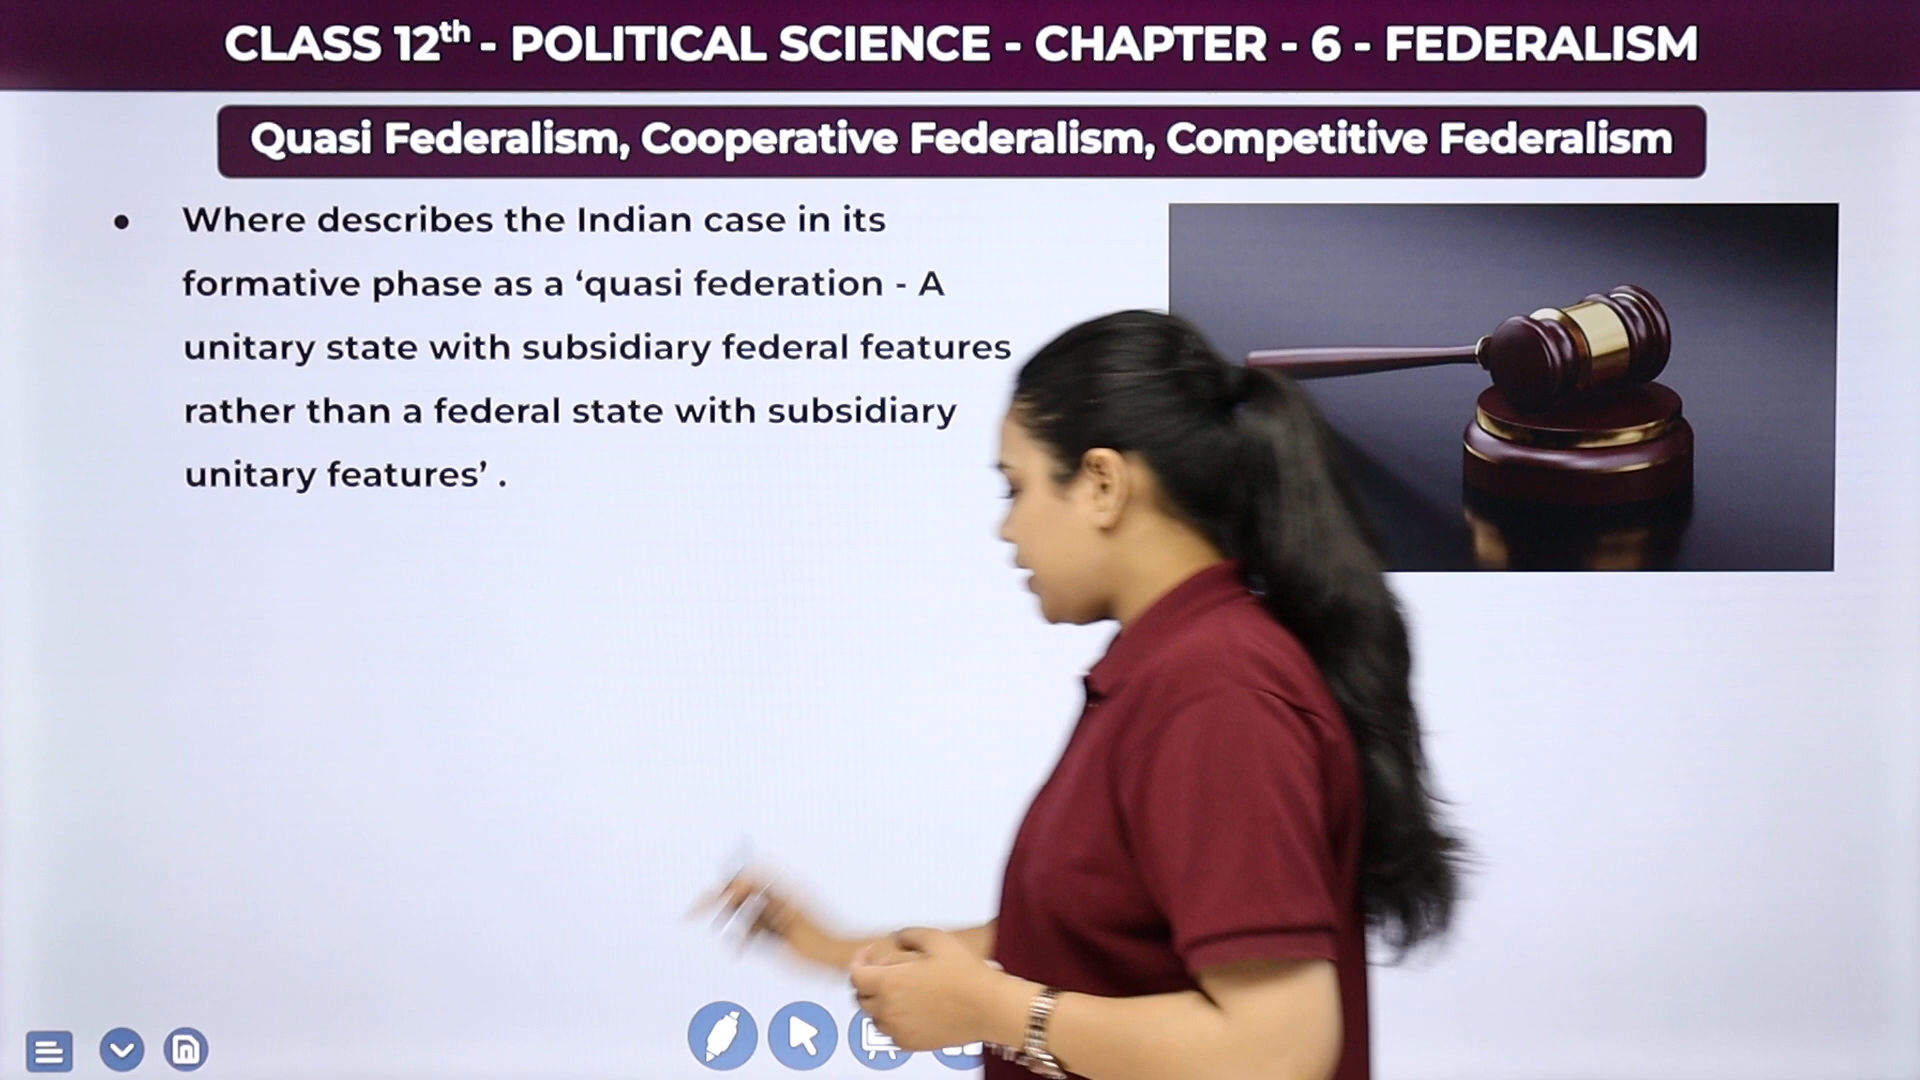 CLASS 12th - POLITICAL SCIENCE - CHAPTER - 6 - FEDERALISM
Quasi Federalism, Cooperative Federalism, Competitive Federalism
• Where describes the Indian case in its
formative phase as a ‘quasi federation - A
unitary state with subsidiary federal features
rather than a federal state with subsidiary
unitary features’ .